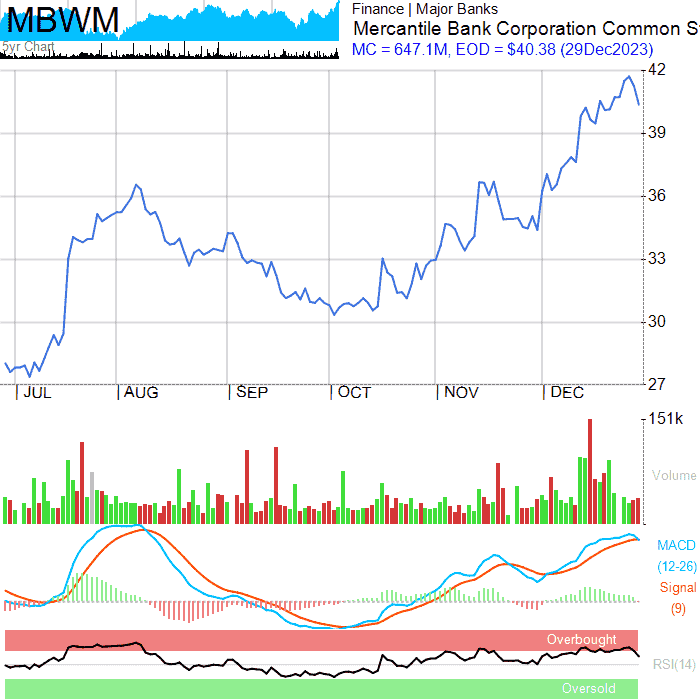 MBWM
5yr Chart
Finance | Major Banks
Mercantile Bank Corporation Common S
MC = 647.1M, EOD = $40.38 (29Dec2023)
42
39
36
33
30
27
JUL AUG SEP OCT NOV DEC
151k
Volume
MACD
(12-26)
Signal
(9)
Overbought
RSI(14)
Oversold